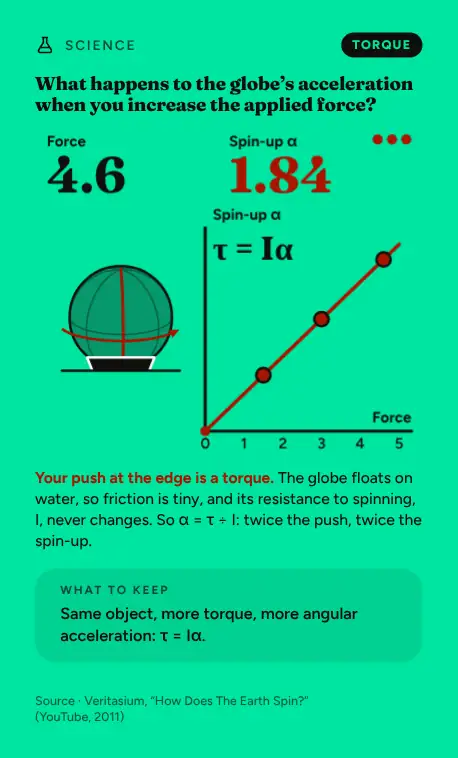 SCIENCE
TORQUE
What happens to the globe’s acceleration
when you increase the applied force?
Force
4.6
Spin-up α
1.84
Spin-up α
τ = Iα
Force
0 1 2 3 4 5
Your push at the edge is a torque. The globe floats on
water, so friction is tiny, and its resistance to spinning,
I, never changes. So α = τ ÷ I: twice the push, twice the
spin-up.
WHAT TO KEEP
Same object, more torque, more angular
acceleration: τ = Iα.
Source · Veritasium, “How Does The Earth Spin?”
(YouTube, 2011)